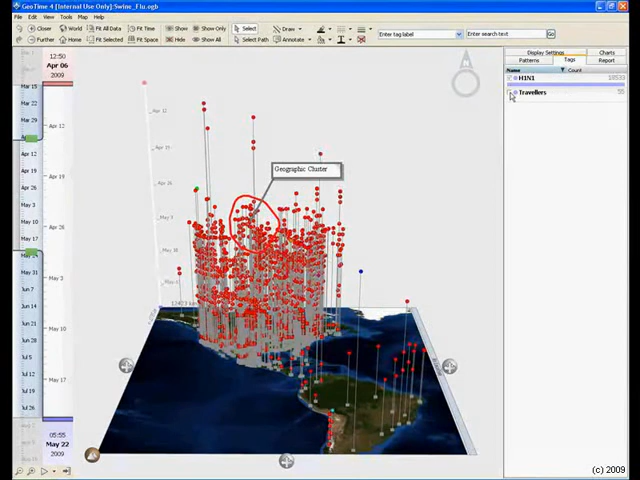 GeoTime 4 [Internal Use Only] Swine_Flu.ogb
File Edit View Tools Map Help
Closer World Fit All Data Fit Time Show Show Only Select Draw
Further Home Fit Selected Fit Space Hide Show All Select Path Annotate
Enter tag label
Enter search text
Go
Display Settings Charts
Patterns Tags Report
Name Count
H1N1
Travellers 55
12:50
Apr 06
2009
Mar 15
Mar 22
Mar 29
Apr 12
Apr 19
Apr 26
May 3
May 10
May 17
May 31
Jun 7
Jun 14
Jun 21
Jun 28
Jul 5
Jul 12
Jul 19
Jul 26
Apr 12
Apr 19
Apr 26
May 3
May 10
May 17
05:55
May 22
2009
Geographic Cluster
N
(c) 2009